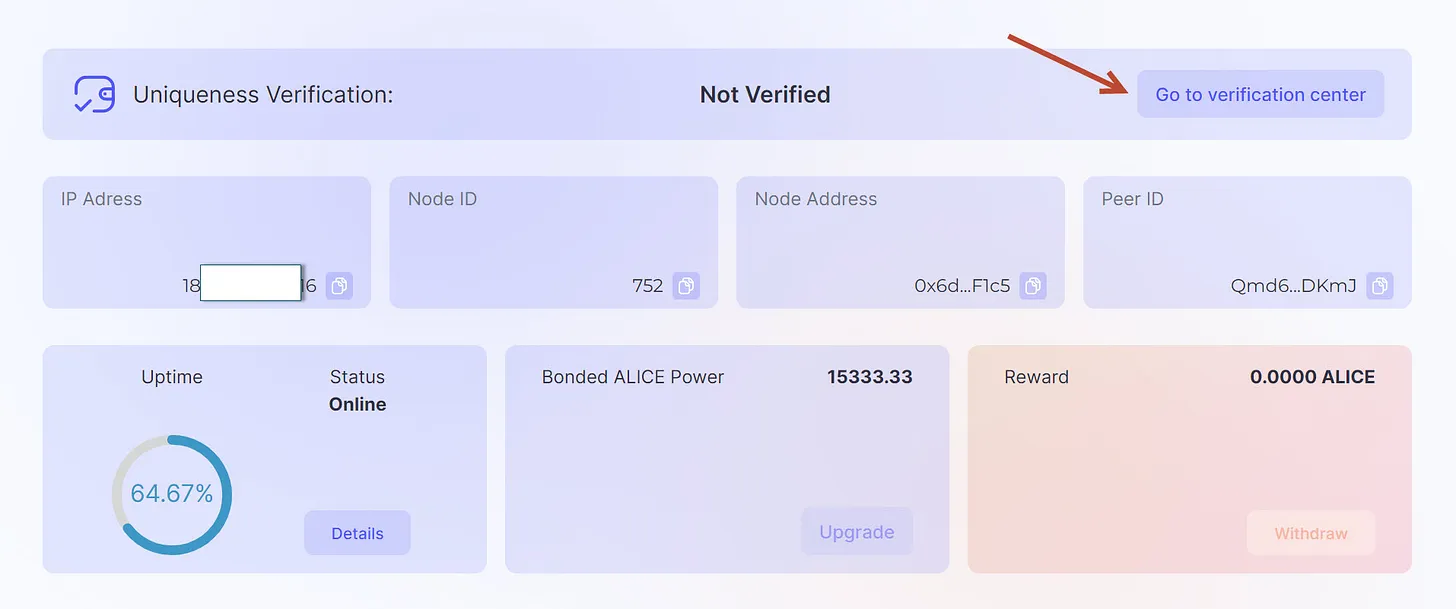 Uniqueness Verification:
Not Verified
Go to verification center
IP Adress
18
16
Node ID
752
Node Address
0x6d...F1c5
Peer ID
Qmd6...DKmJ
Uptime
64.67%
Status
Online
Details
Bonded ALICE Power
15333.33
Upgrade
Reward
0.0000 ALICE
Withdraw